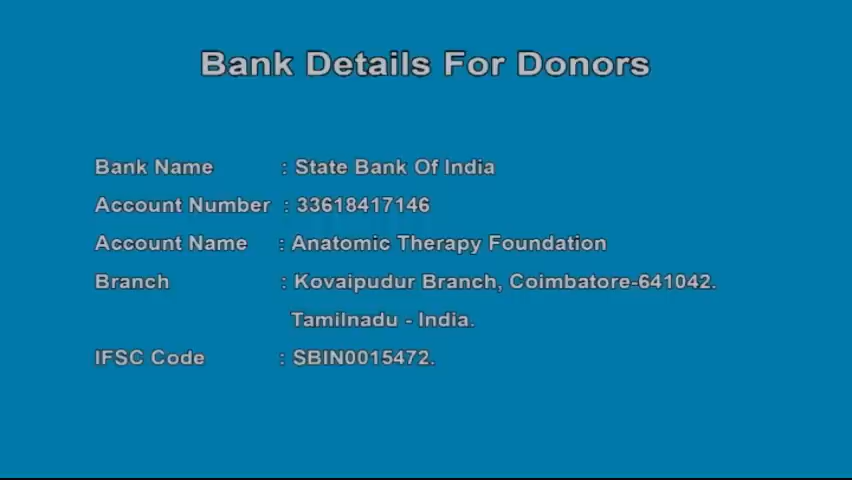 Bank Details For Donors
Bank Name : State Bank Of India
Account Number : 33618417146
Account Name : Anatomic Therapy Foundation
Branch : Kovaipudur Branch, Coimbatore-641042.
Tamilnadu - India.
IFSC Code : SBIN0015472.